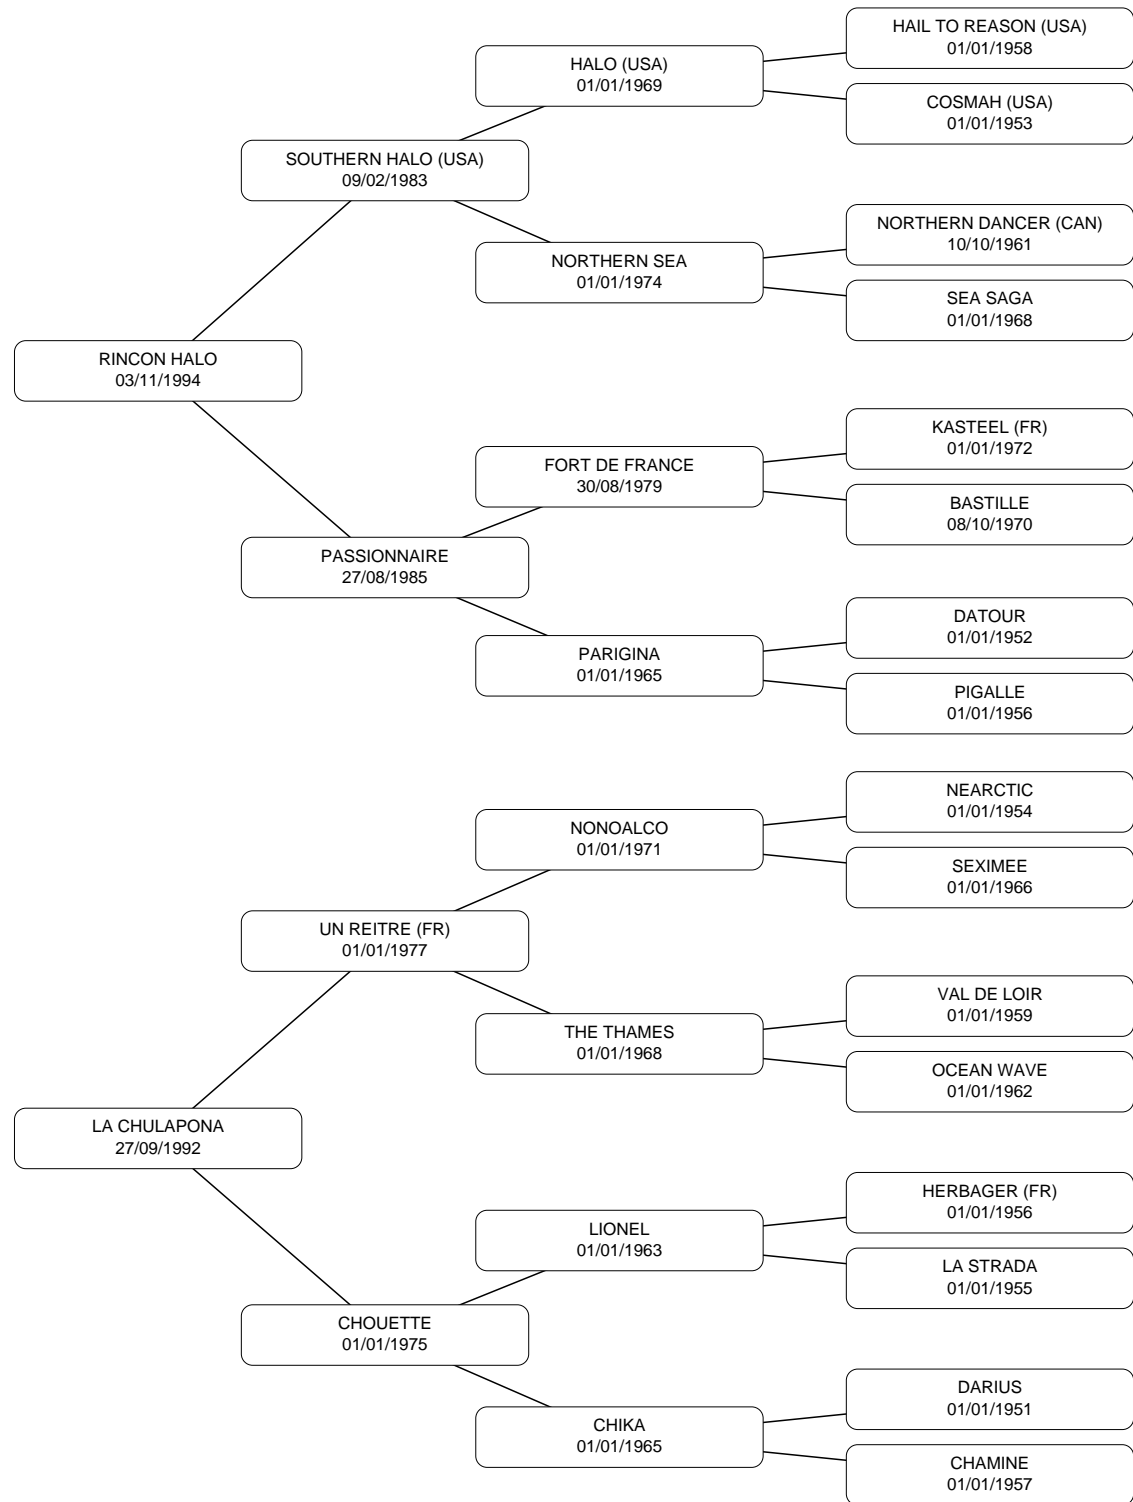 HAIL TO REASON (USA)
01/01/1958
HALO (USA)
01/01/1969
COSMAH (USA)
01/01/1953
SOUTHERN HALO (USA)
09/02/1983
NORTHERN DANCER (CAN)
10/10/1961
NORTHERN SEA
01/01/1974
SEA SAGA
01/01/1968
RINCON HALO
03/11/1994
KASTEEL (FR)
01/01/1972
FORT DE FRANCE
30/08/1979
BASTILLE
08/10/1970
PASSIONNAIRE
27/08/1985
DATOUR
01/01/1952
PARIGINA
01/01/1965
PIGALLE
01/01/1956
NEARCTIC
01/01/1954
NONOALCO
01/01/1971
SEXIMEE
01/01/1966
UN REITRE (FR)
01/01/1977
VAL DE LOIR
01/01/1959
THE THAMES
01/01/1968
OCEAN WAVE
01/01/1962
LA CHULAPONA
27/09/1992
HERBAGER (FR)
01/01/1956
LIONEL
01/01/1963
LA STRADA
01/01/1955
CHOUETTE
01/01/1975
DARIUS
01/01/1951
CHIKA
01/01/1965
CHAMINE
01/01/1957